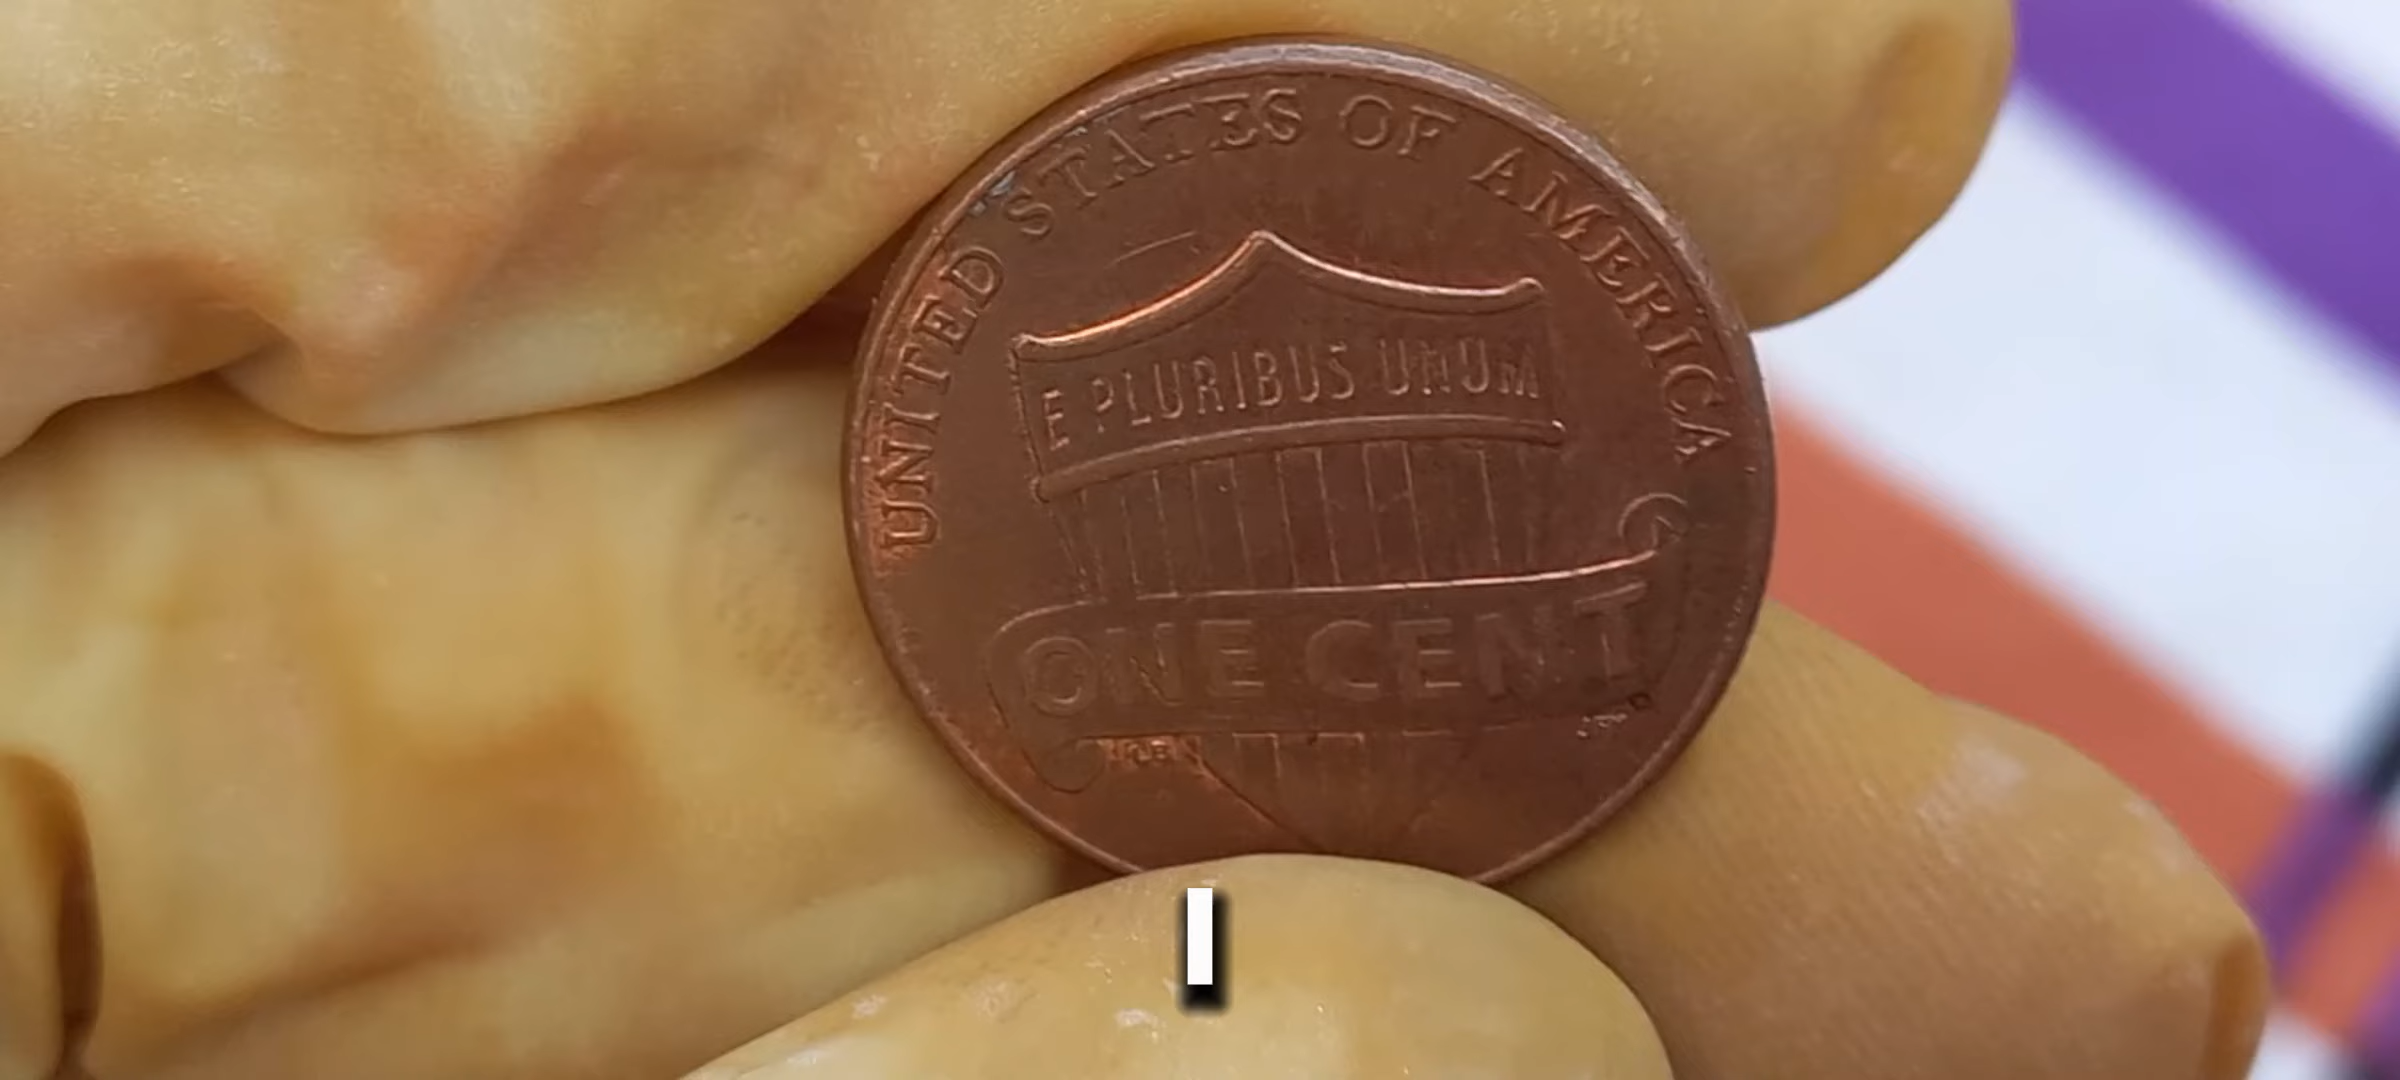 UNITED STATES OF AMERICA
E PLURIBUS UNUM
ONE CENT
I